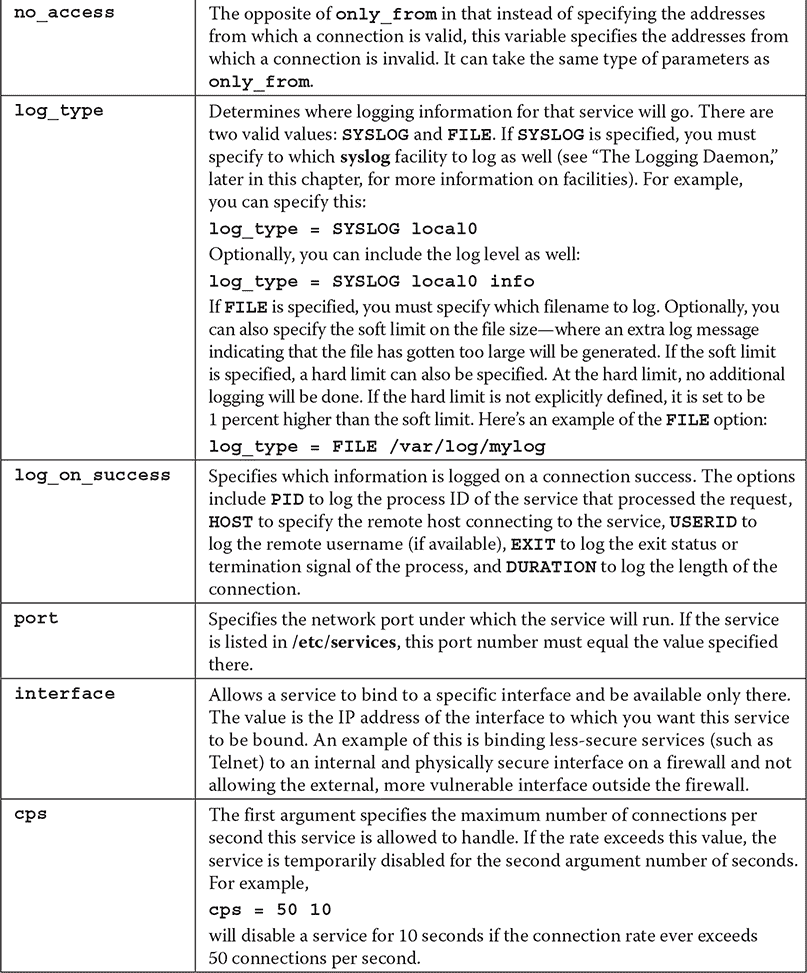 no_access
The opposite of only_from in that instead of specifying the addresses
from which a connection is valid, this variable specifies the addresses from
which a connection is invalid. It can take the same type of parameters as
only_from.
log_type
Determines where logging information for that service will go. There are
two valid values: SYSLOG and FILE. If SYSLOG is specified, you must
specify to which syslog facility to log as well (see “The Logging Daemon,”
later in this chapter, for more information on facilities). For example,
you can specify this:
log_type = SYSLOG local0
Optionally, you can include the log level as well:
log_type = SYSLOG local0 info
If FILE is specified, you must specify which filename to log. Optionally, you
can also specify the soft limit on the file size—where an extra log message
indicating that the file has gotten too large will be generated. If the soft limit
is specified, a hard limit can also be specified. At the hard limit, no additional
logging will be done. If the hard limit is not explicitly defined, it is set to be
1 percent higher than the soft limit. Here’s an example of the FILE option:
log_type = FILE /var/log/mylog
log_on_success
Specifies which information is logged on a connection success. The options
include PID to log the process ID of the service that processed the request,
HOST to specify the remote host connecting to the service, USERID to
log the remote username (if available), EXIT to log the exit status or
termination signal of the process, and DURATION to log the length of the
connection.
port
Specifies the network port under which the service will run. If the service
is listed in /etc/services, this port number must equal the value specified
there.
interface
Allows a service to bind to a specific interface and be available only there.
The value is the IP address of the interface to which you want this service
to be bound. An example of this is binding less-secure services (such as
Telnet) to an internal and physically secure interface on a firewall and not
allowing the external, more vulnerable interface outside the firewall.
cps
The first argument specifies the maximum number of connections per
second this service is allowed to handle. If the rate exceeds this value, the
service is temporarily disabled for the second argument number of seconds.
For example,
cps = 50 10
will disable a service for 10 seconds if the connection rate ever exceeds
50 connections per second.